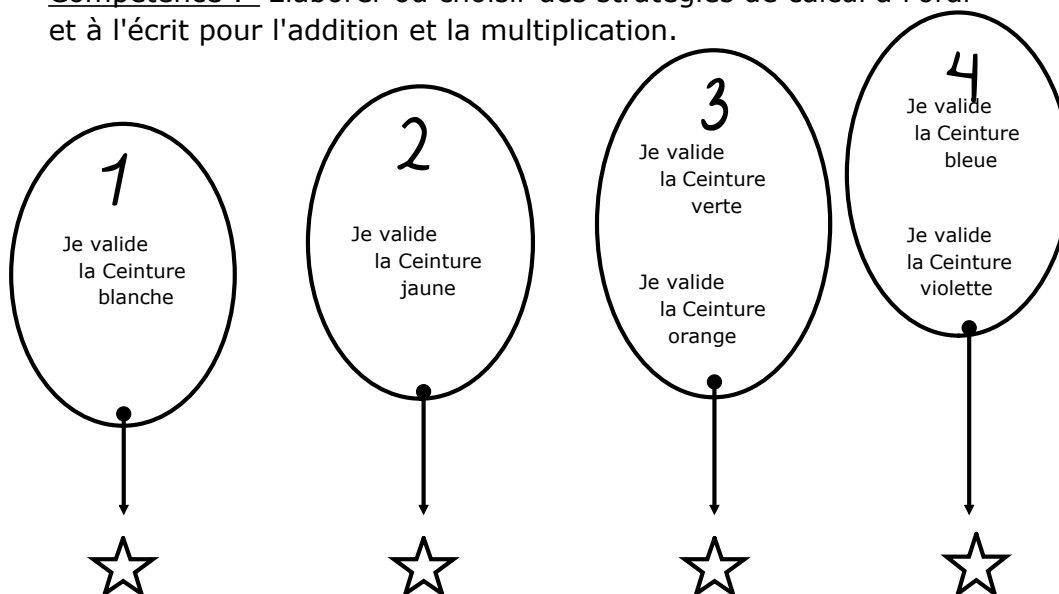 Compétence : Elaborer ou choisir des stratégies de calcul à l'oral
et à l'écrit pour l'addition et la multiplication.
1
Je valide
la Ceinture
blanche
2
Je valide
la Ceinture
jaune
3
Je valide
la Ceinture
verte
Je valide
la Ceinture
orange
4
Je valide
la Ceinture
bleue
Je valide
la Ceinture
violette